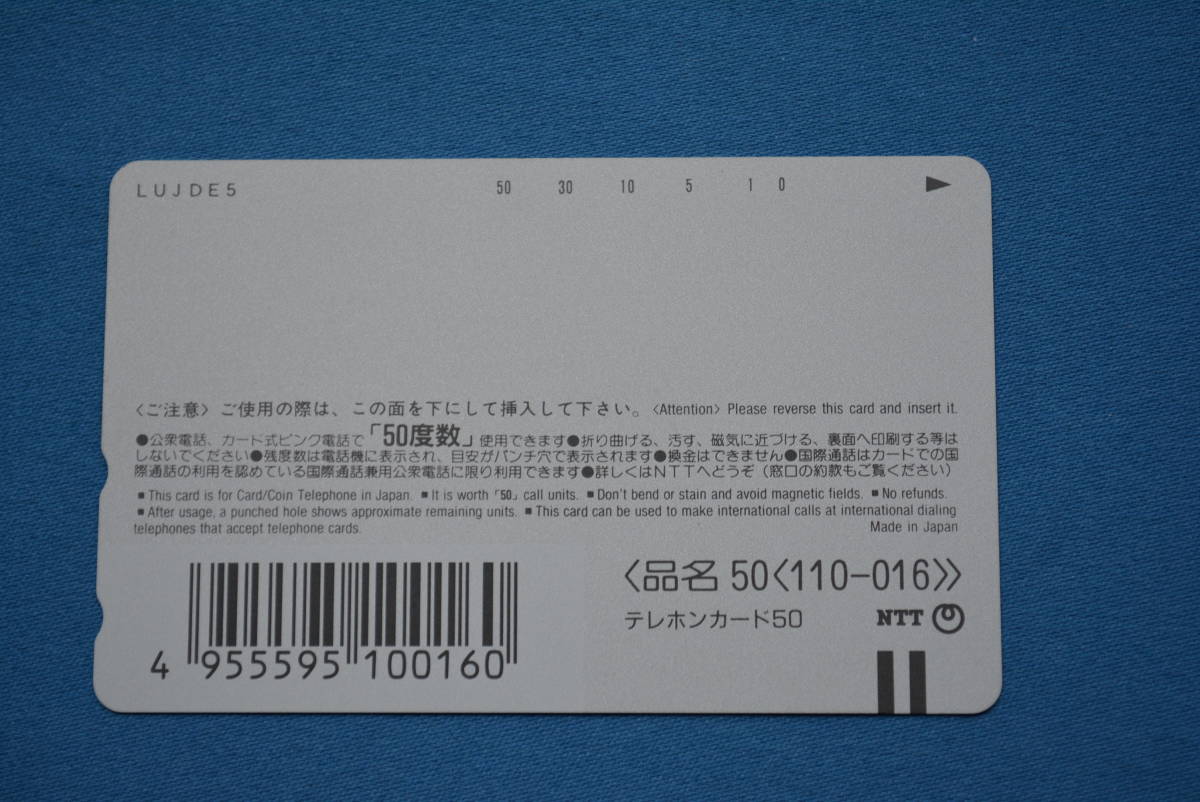 LUJDE5 50 30 10 5 1 0 ▶
〈ご注意〉ご使用の際は、この面を下にして挿入して下さい。〈Attention〉Please reverse this card and insert it.
●公衆電話、カード式ピンク電話で「50度数」使用できます●折り曲げる、汚す、磁気に近づける、裏面へ印刷する等は
しないでください●残度数は電話機に表示され、目安がパンチ穴で表示されます●換金はできません●国際通話はカードでの国
際通話の利用を認めている国際通話兼用公衆電話に限り利用できます●詳しくはNTTへどうぞ（窓口の約款もご覧ください）
■This card is for Card/Coin Telephone in Japan. ■It is worth「50」call units. ■Don't bend or stain and avoid magnetic fields. ■No refunds.
■After usage, a punched hole shows approximate remaining units. ■This card can be used to make international calls at international dialing
telephones that accept telephone cards. Made in Japan
〈品名 50〈110−016〉〉
テレホンカード50 NTT
4 955595 100160